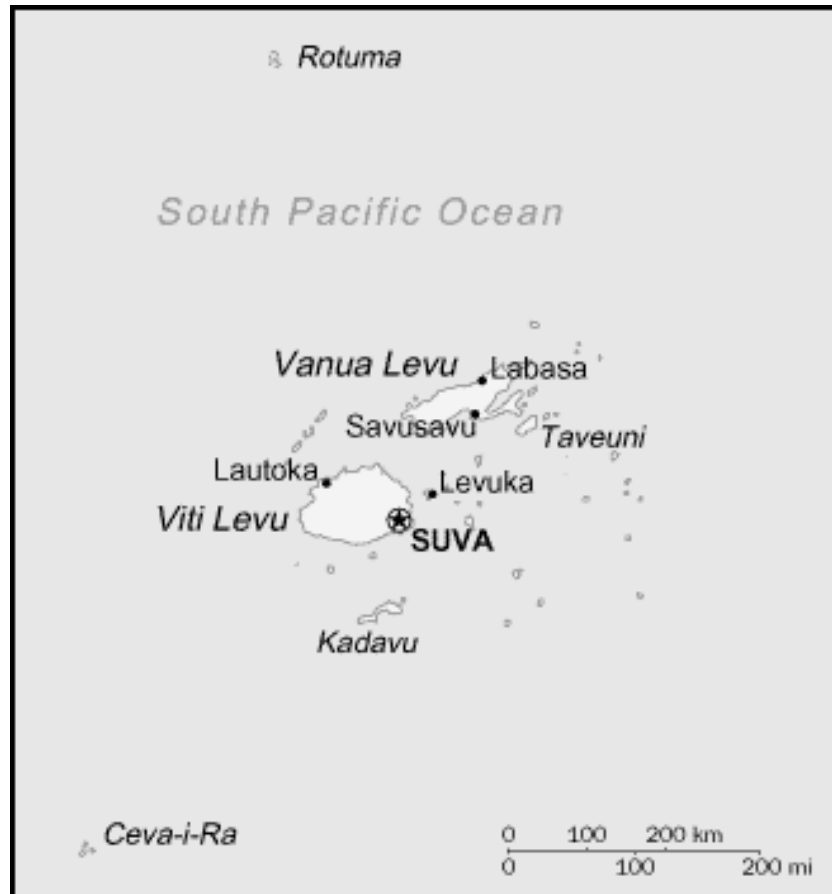 Rotuma
South Pacific Ocean
Vanua Levu
Labasa
Savusavu
Taveuni
Lautoka
Levuka
Viti Levu
SUVA
Kadavu
Ceva-i-Ra
0 100 200 km
0 100 200 mi